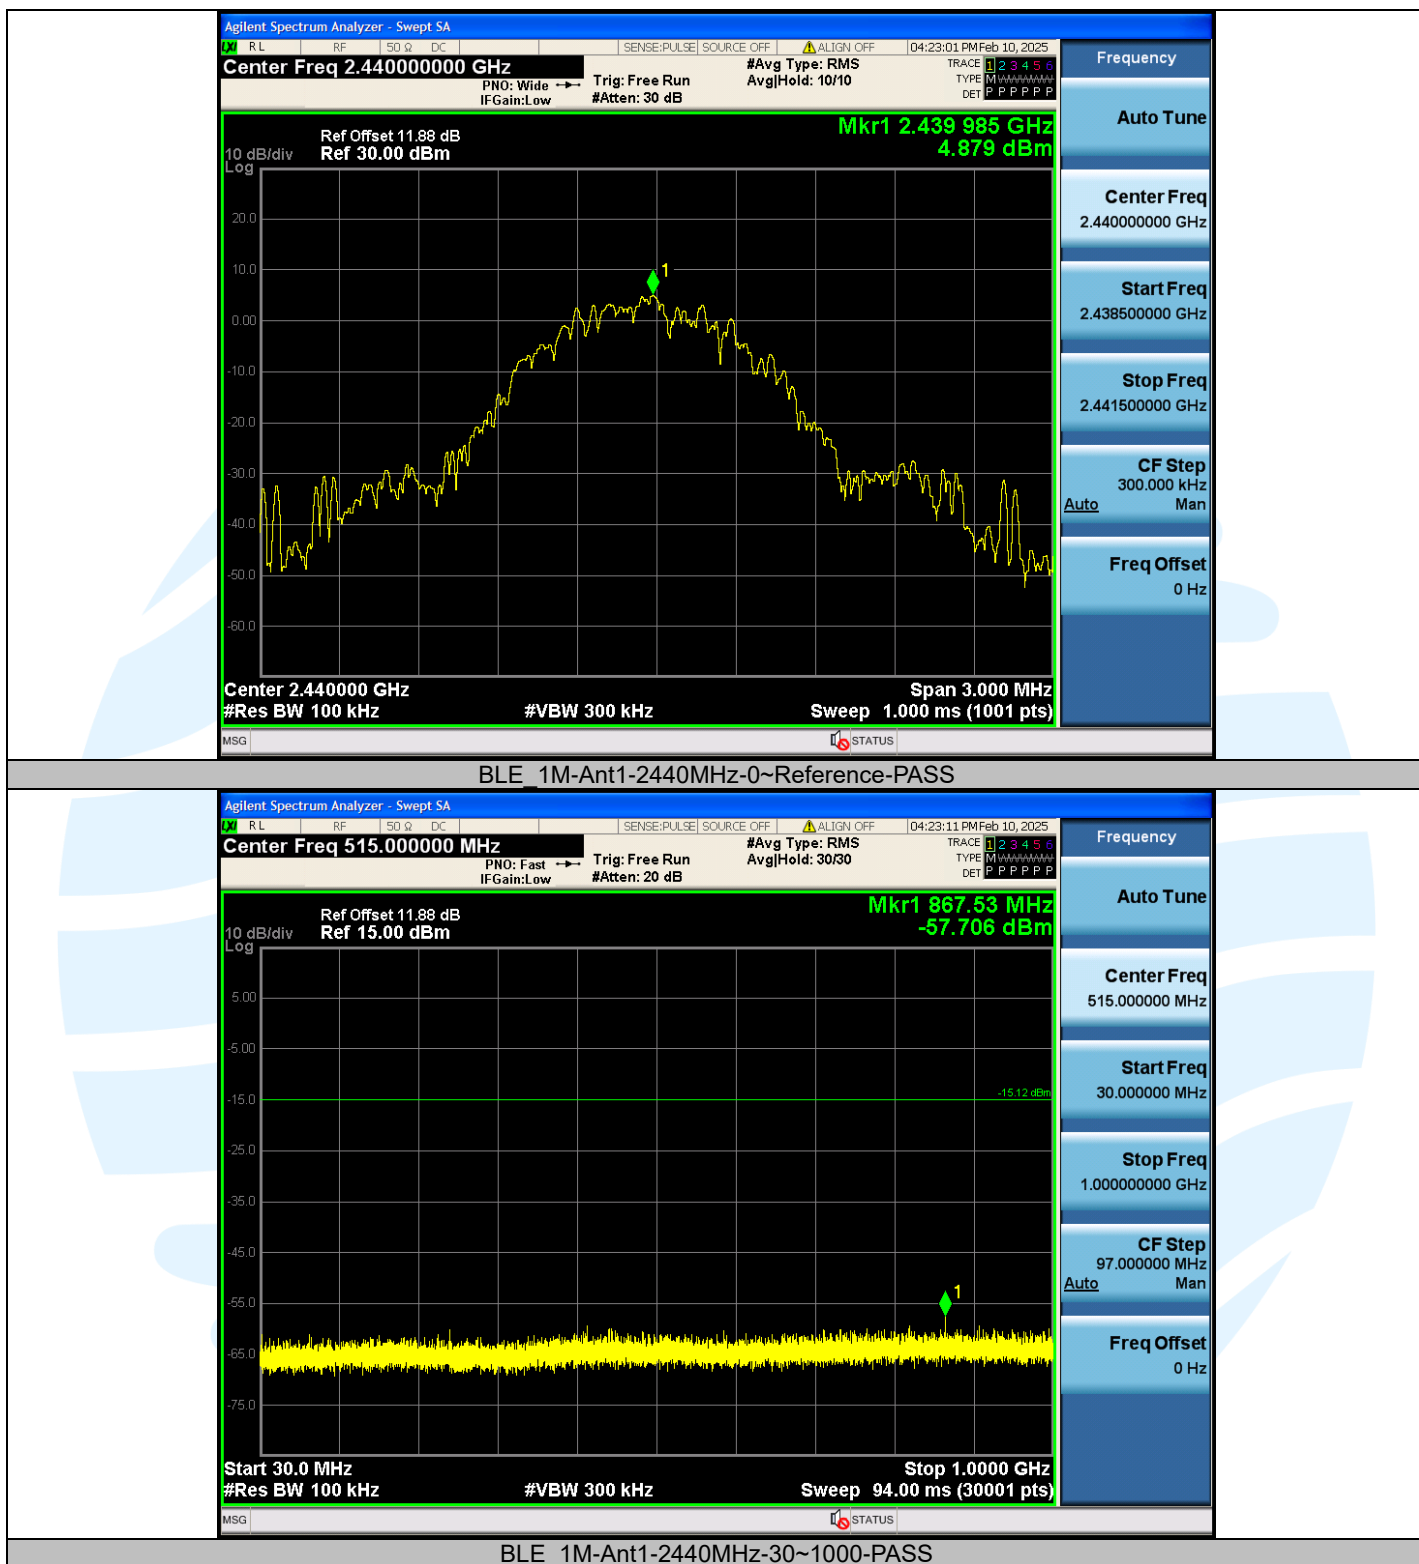 Agilent Spectrum Analyzer - Swept SA
LXI RL RF 50 Ω DC SENSE:PULSE SOURCE OFF ALIGN OFF 04:23:01 PM Feb 10, 2025
Center Freq 2.440000000 GHz
PNO: Wide
IFGain:Low
Trig: Free Run
#Atten: 30 dB
#Avg Type: RMS
Avg|Hold: 10/10
TRACE 1 2 3 4 5 6
TYPE M WWWWW
DET P P P P P P
Frequency
Auto Tune
Center Freq
2.440000000 GHz
Start Freq
2.438500000 GHz
Stop Freq
2.441500000 GHz
CF Step
300.000 kHz
Auto Man
Freq Offset
0 Hz
Mkr1 2.439 985 GHz
4.879 dBm
Ref Offset 11.88 dB
10 dB/div Ref 30.00 dBm
Log
20.0
10.0
0.00
-10.0
-20.0
-30.0
-40.0
-50.0
-60.0
1
Center 2.440000 GHz Span 3.000 MHz
#Res BW 100 kHz #VBW 300 kHz Sweep 1.000 ms (1001 pts)
MSG STATUS
BLE_1M-Ant1-2440MHz-0~Reference-PASS
Agilent Spectrum Analyzer - Swept SA
LXI RL RF 50 Ω DC SENSE:PULSE SOURCE OFF ALIGN OFF 04:23:11 PM Feb 10, 2025
Center Freq 515.000000 MHz
PNO: Fast
IFGain:Low
Trig: Free Run
#Atten: 20 dB
#Avg Type: RMS
Avg|Hold: 30/30
TRACE 1 2 3 4 5 6
TYPE M WWWWW
DET P P P P P P
Frequency
Auto Tune
Center Freq
515.000000 MHz
Start Freq
30.000000 MHz
Stop Freq
1.000000000 GHz
CF Step
97.000000 MHz
Auto Man
Freq Offset
0 Hz
Mkr1 867.53 MHz
-57.706 dBm
Ref Offset 11.88 dB
10 dB/div Ref 15.00 dBm
Log
5.00
-5.00
-15.0
-15.12 dBm
-25.0
-35.0
-45.0
-55.0
-65.0
-75.0
1
Start 30.0 MHz Stop 1.0000 GHz
#Res BW 100 kHz #VBW 300 kHz Sweep 94.00 ms (30001 pts)
MSG STATUS
BLE_1M-Ant1-2440MHz-30~1000-PASS